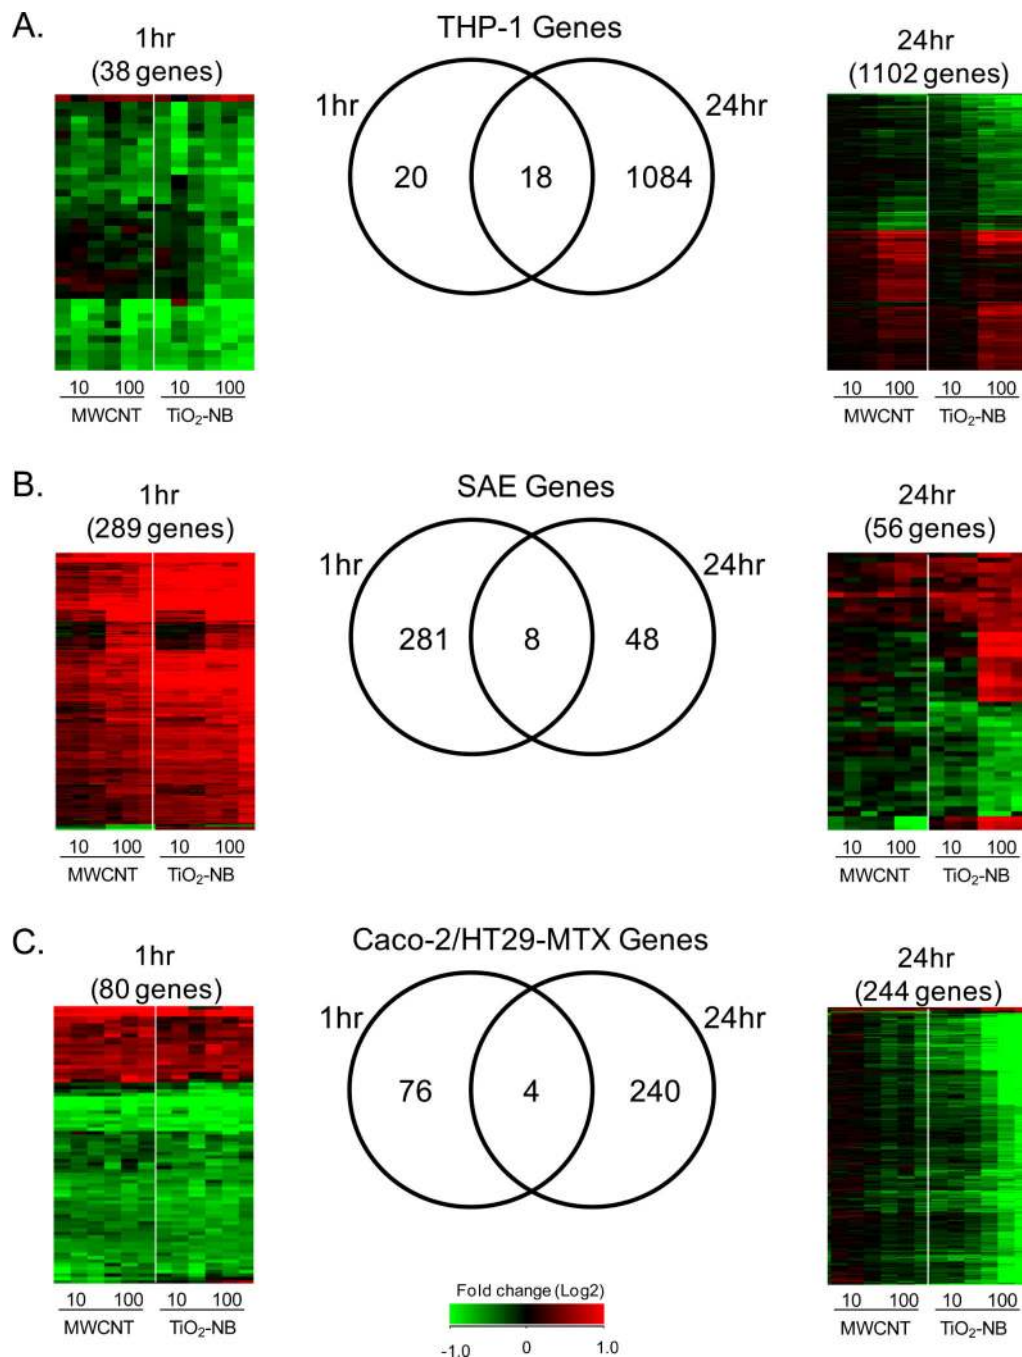 A.
1hr
(38 genes)
THP-1 Genes
24hr
(1102 genes)
1hr
24hr
20
18
1084
10 100
MWCNT
10 100
TiO₂-NB
10 100
MWCNT
10 100
TiO₂-NB
B.
1hr
(289 genes)
SAE Genes
24hr
(56 genes)
1hr
24hr
281
8
48
10 100
MWCNT
10 100
TiO₂-NB
10 100
MWCNT
10 100
TiO₂-NB
C.
1hr
(80 genes)
Caco-2/HT29-MTX Genes
24hr
(244 genes)
1hr
24hr
76
4
240
10 100
MWCNT
10 100
TiO₂-NB
Fold change (Log2)
-1.0 0 1.0
10 100
MWCNT
10 100
TiO₂-NB